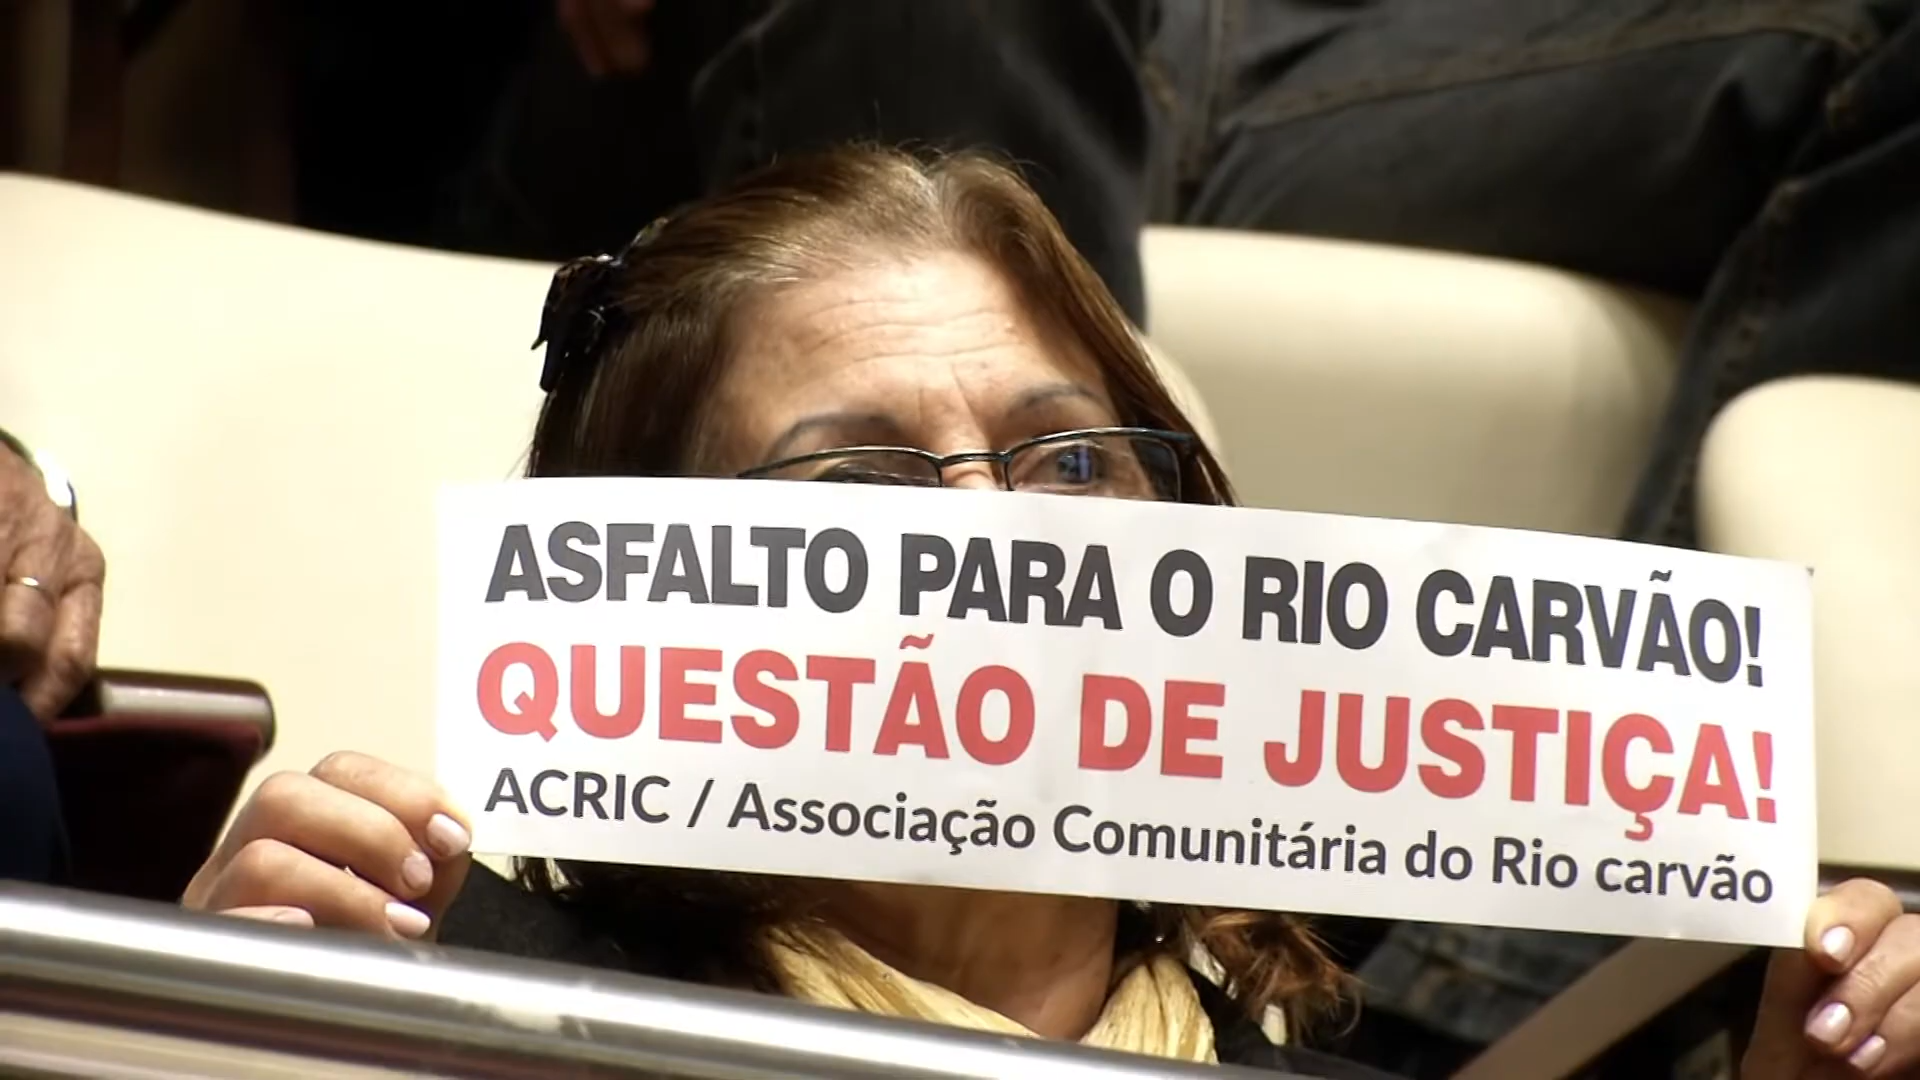 ASFALTO PARA O RIO CARVÃO!
QUESTÃO DE JUSTIÇA!
ACRIC / Associação Comunitária do Rio carvão